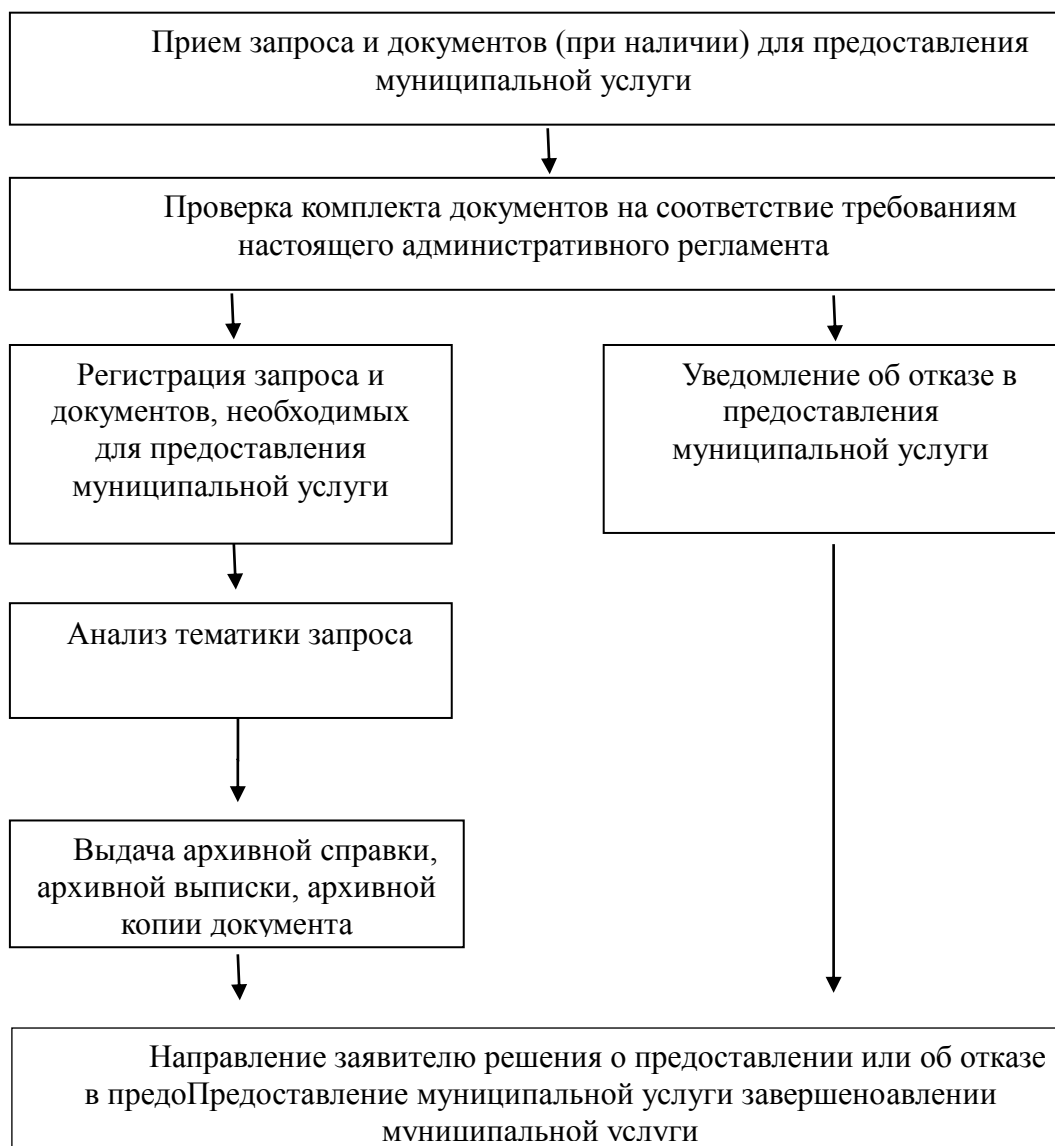 Прием запроса и документов (при наличии) для предоставления
муниципальной услуги
Проверка комплекта документов на соответствие требованиям
настоящего административного регламента
Регистрация запроса и
документов, необходимых
для предоставления
муниципальной услуги
Уведомление об отказе в
предоставления
муниципальной услуги
Анализ тематики запроса
Выдача архивной справки,
архивной выписки, архивной
копии документа
Направление заявителю решения о предоставлении или об отказе
в предоПредоставление муниципальной услуги завершеноавлении
муниципальной услуги